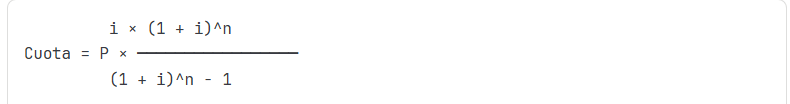 i × (1 + i)^n
Cuota = P × ─────────────────
(1 + i)^n - 1